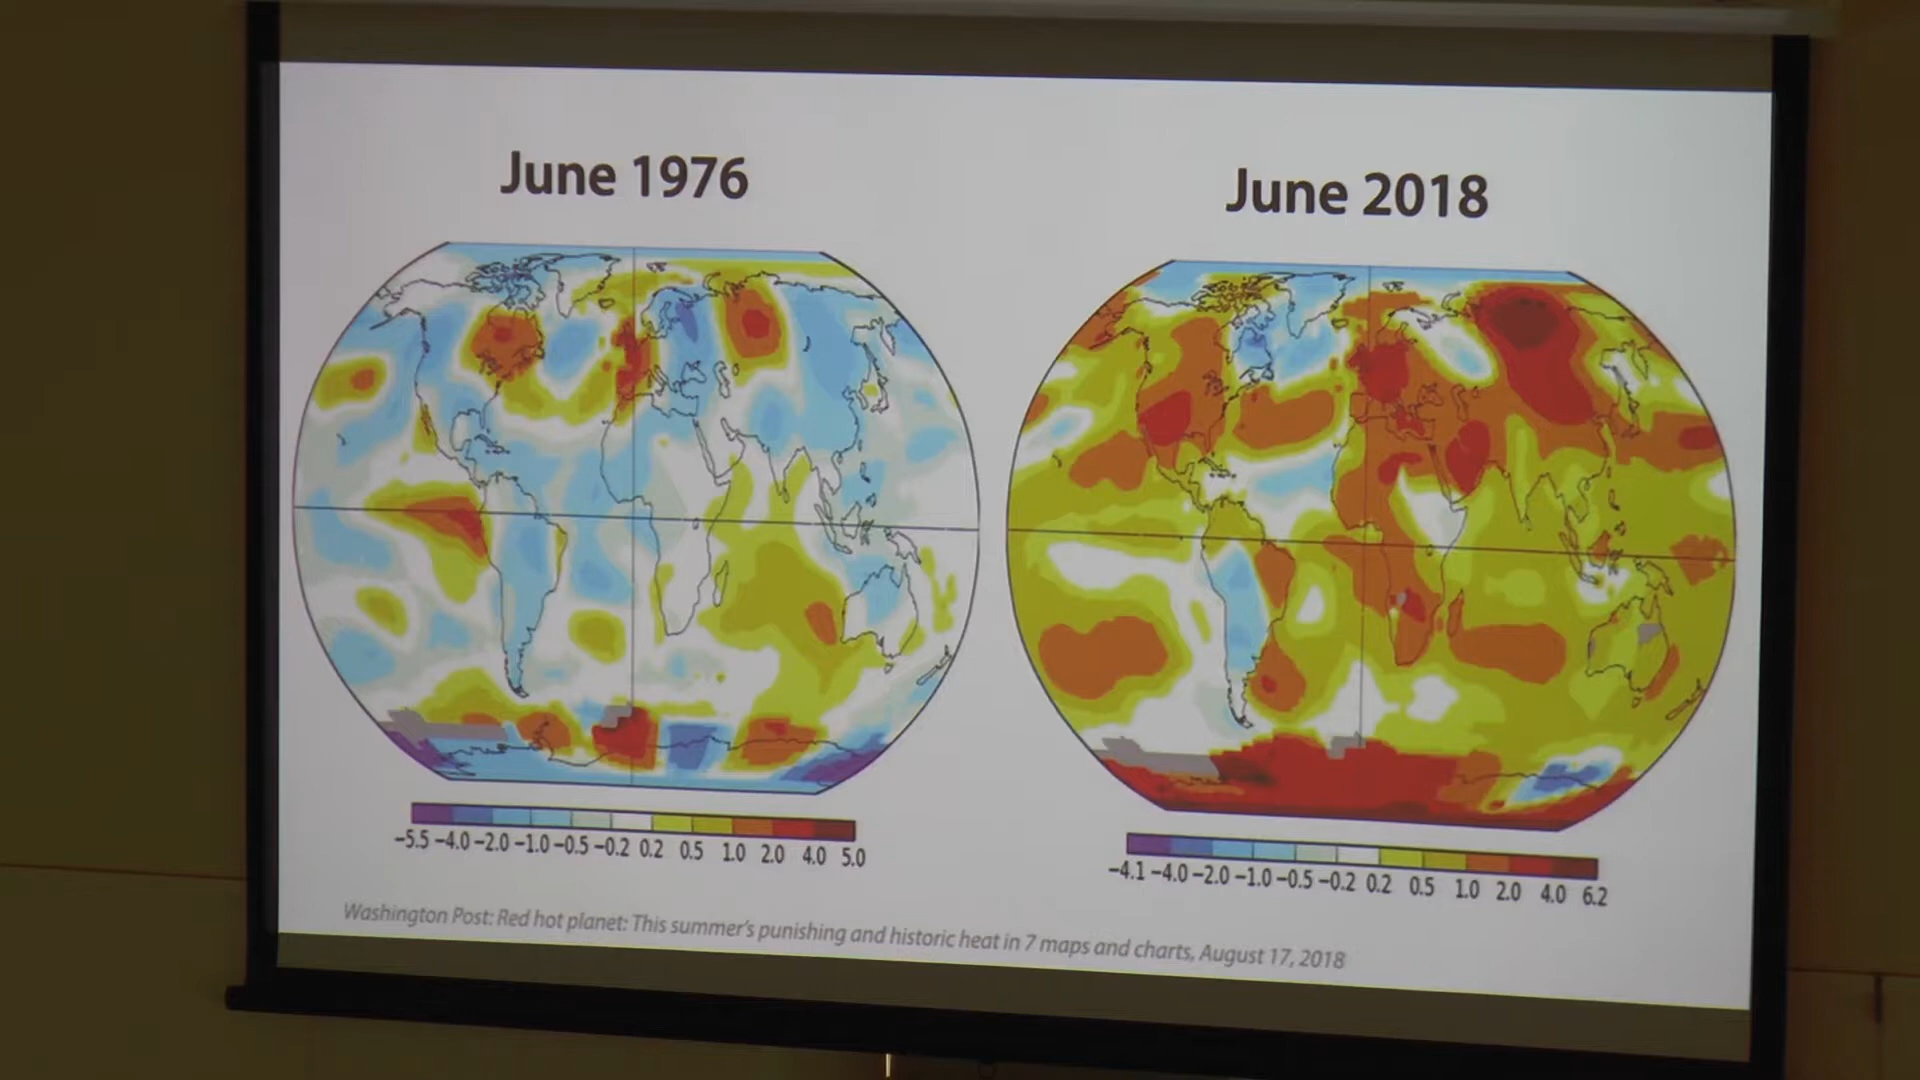 June 1976
June 2018
−5.5 −4.0 −2.0 −1.0 −0.5 −0.2 0.2 0.5 1.0 2.0 4.0 5.0
−4.1 −4.0 −2.0 −1.0 −0.5 −0.2 0.2 0.5 1.0 2.0 4.0 6.2
Washington Post: Red hot planet: This summer's punishing and historic heat in 7 maps and charts, August 17, 2018